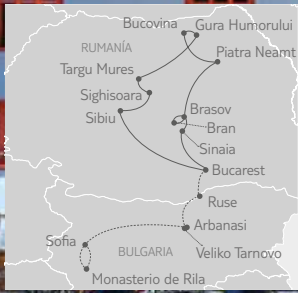 Bucovina
Gura Humorului
RUMANÍA
Piatra Neamt
Targu Mures
Sighisoara
Brasov
Sibiu
Bran
Sinaia
Bucarest
Ruse
Arbanasi
Sofia
BULGARIA
Veliko Tarnovo
Monasterio de Rila